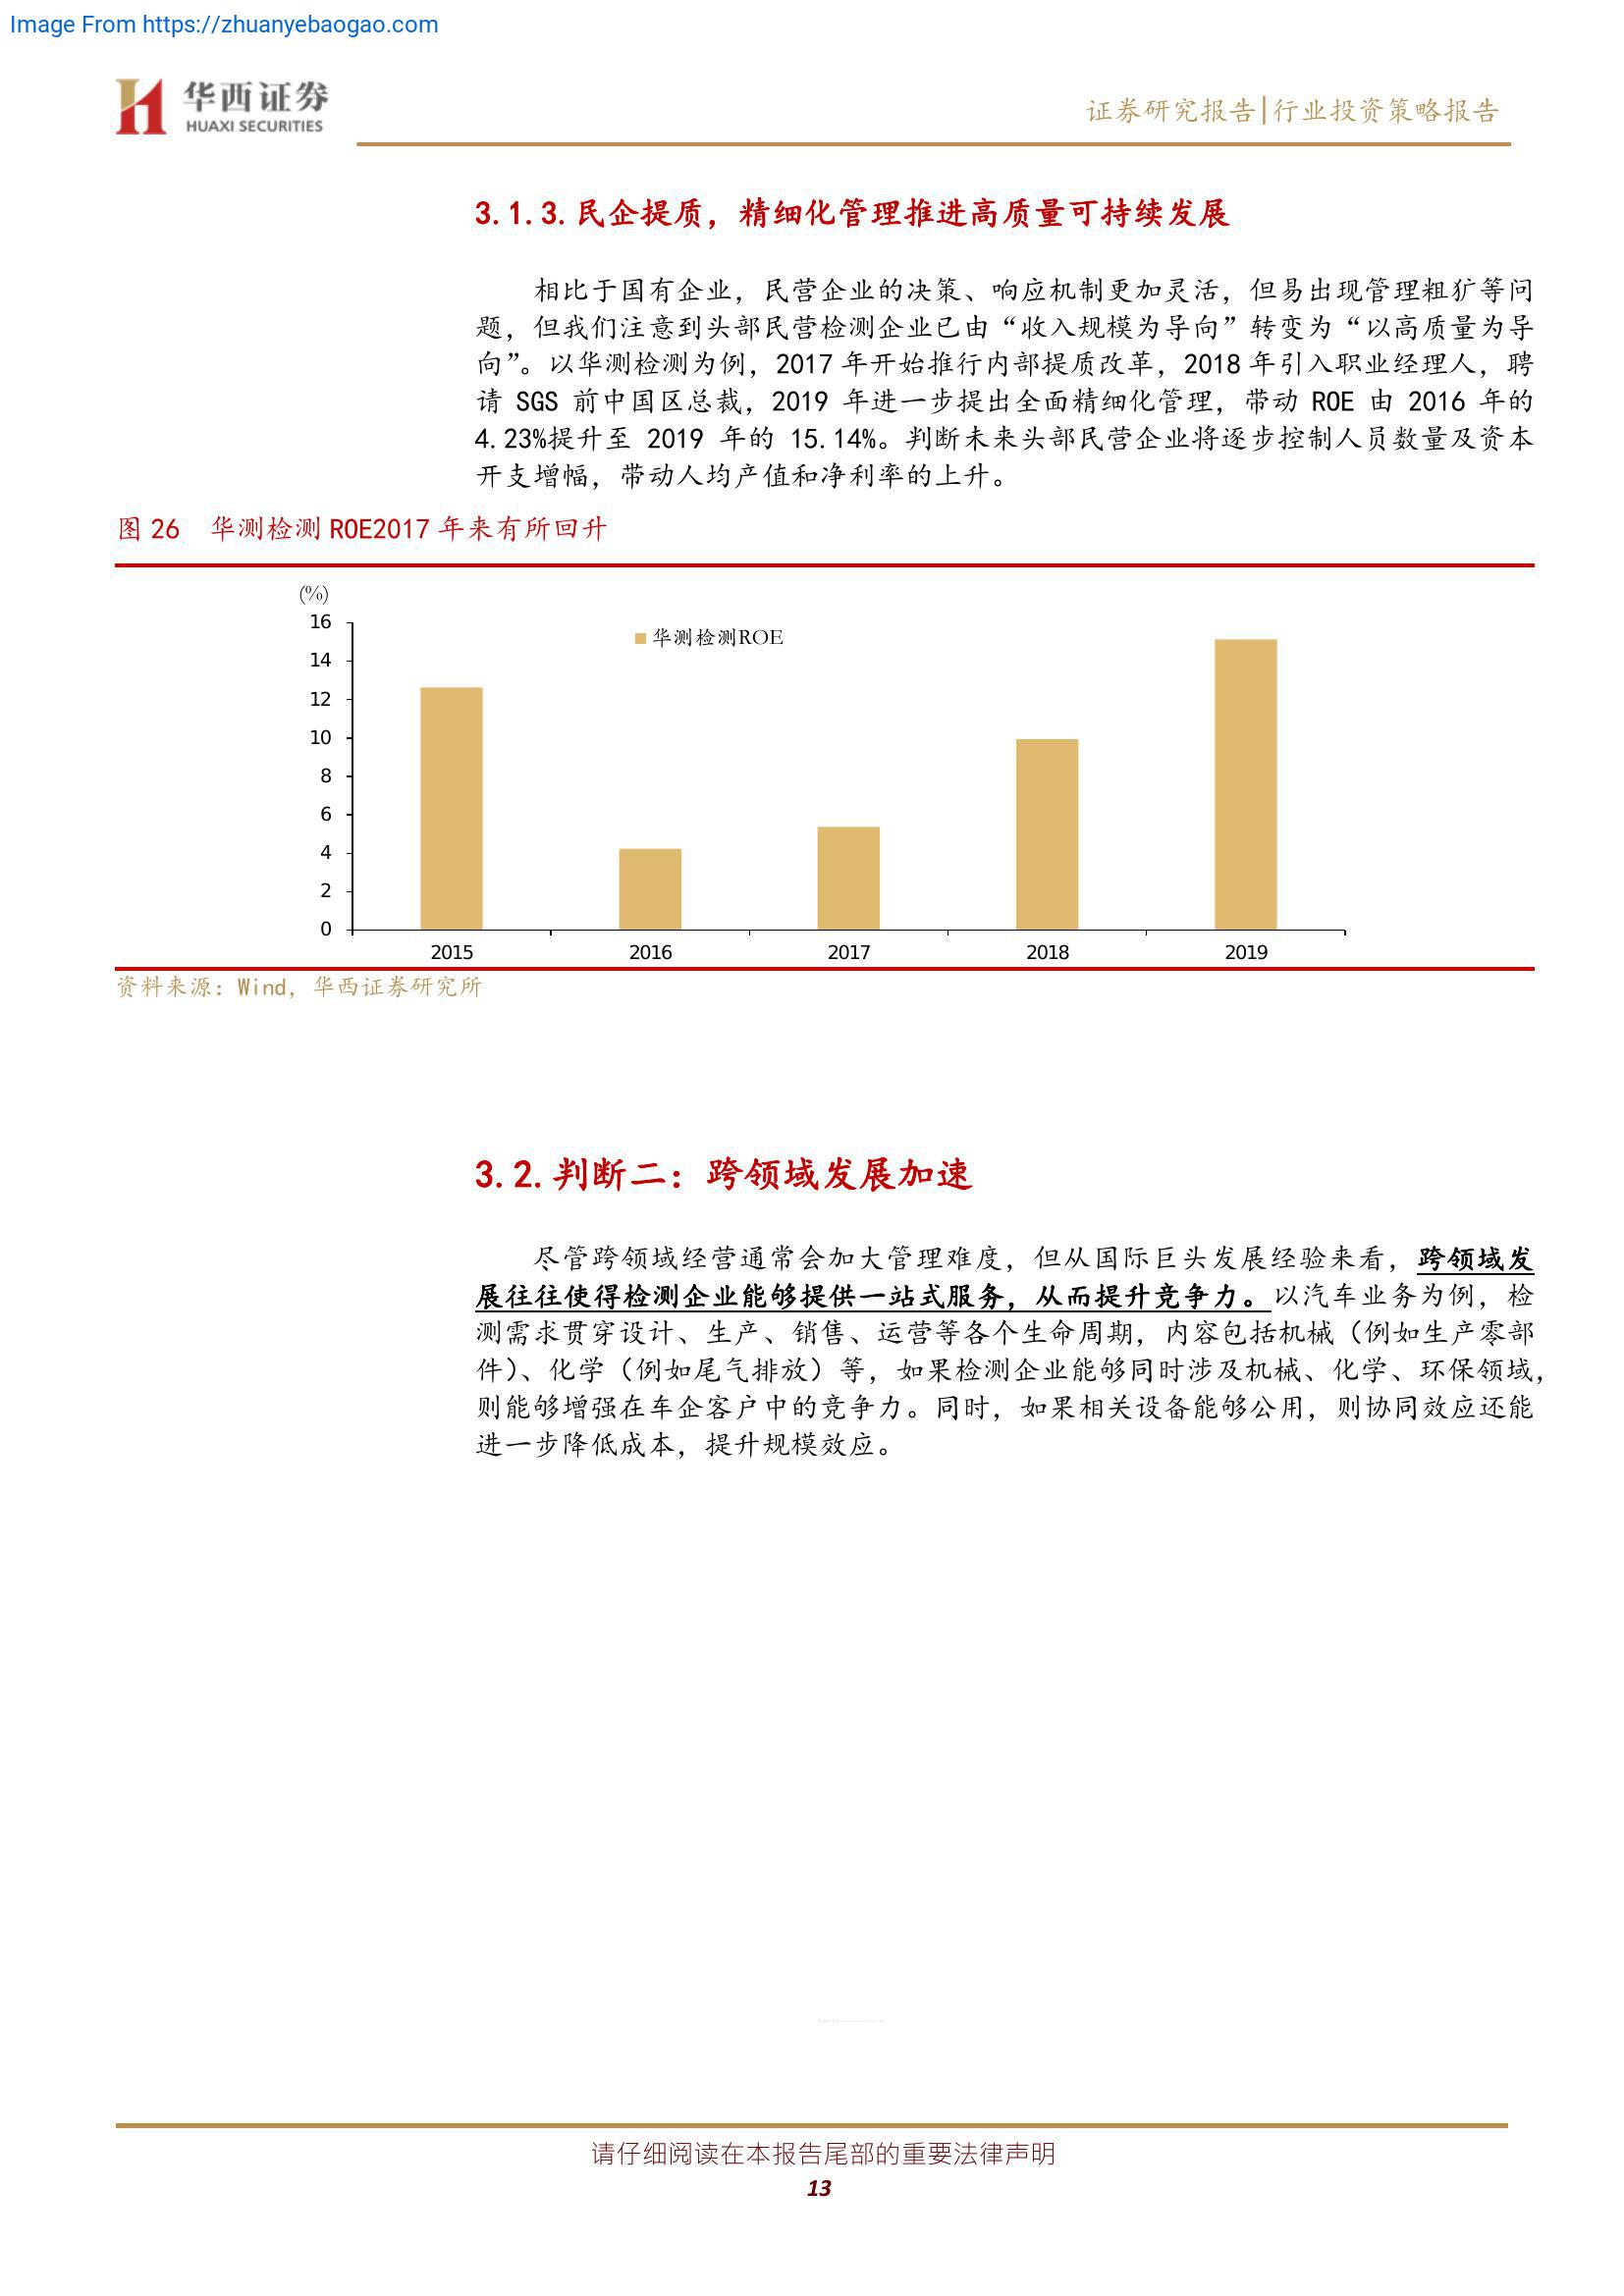 Image From https://zhuanyebaogao.com
华西证券
HUAXI SECURITIES
证券研究报告|行业投资策略报告
3.1.3.民企提质，精细化管理推进高质量可持续发展
相比于国有企业，民营企业的决策、响应机制更加灵活，但易出现管理粗犷等问
题，但我们注意到头部民营检测企业已由“收入规模为导向”转变为“以高质量为导
向”。以华测检测为例，2017 年开始推行内部提质改革，2018 年引入职业经理人，聘
请 SGS 前中国区总裁，2019 年进一步提出全面精细化管理，带动 ROE 由 2016 年的
4.23%提升至 2019 年的 15.14%。判断未来头部民营企业将逐步控制人员数量及资本
开支增幅，带动人均产值和净利率的上升。
图 26 华测检测 ROE2017 年来有所回升
(%)
16
华测检测ROE
14
12
10
8
6
4
2
0
2015 2016 2017 2018 2019
资料来源：Wind，华西证券研究所
3.2.判断二：跨领域发展加速
尽管跨领域经营通常会加大管理难度，但从国际巨头发展经验来看，跨领域发
展往往使得检测企业能够提供一站式服务，从而提升竞争力。以汽车业务为例，检
测需求贯穿设计、生产、销售、运营等各个生命周期，内容包括机械（例如生产零部
件）、化学（例如尾气排放）等，如果检测企业能够同时涉及机械、化学、环保领域，
则能够增强在车企客户中的竞争力。同时，如果相关设备能够公用，则协同效应还能
进一步降低成本，提升规模效应。
请仔细阅读在本报告尾部的重要法律声明
13